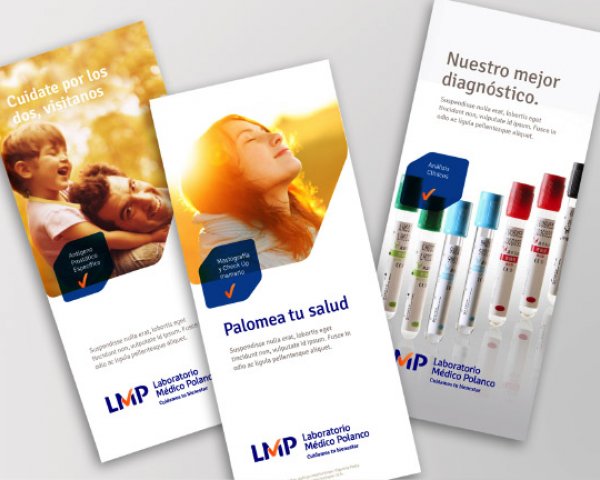 Cuidate por los
dos, visitanos
Antígeno
Prostático
Específico
Suspendisse nulla erat, lobortis eget
tincidunt non, vulputate id ipsum. Fusce in
odio ac ligula pellentesque aliquet.
LMP
Laboratorio
Médico Polanco
Cuidamos tu bienestar
Mastografía
y Check Up
mamario
Palomea tu salud
Suspendisse nulla erat, lobortis eget
tincidunt non, vulputate id ipsum. Fusce in
odio ac ligula pellentesque aliquet.
LMP
Laboratorio
Médico Polanco
Cuidamos tu bienestar
Nuestro mejor
diagnóstico.
Suspendisse nulla erat, lobortis eget
tincidunt non, vulputate id ipsum. Fusce in
odio ac ligula pellentesque aliquet.
Análisis
Clínicos
LMP
Laboratorio
Médico Polanco
Cuidamos tu bienestar